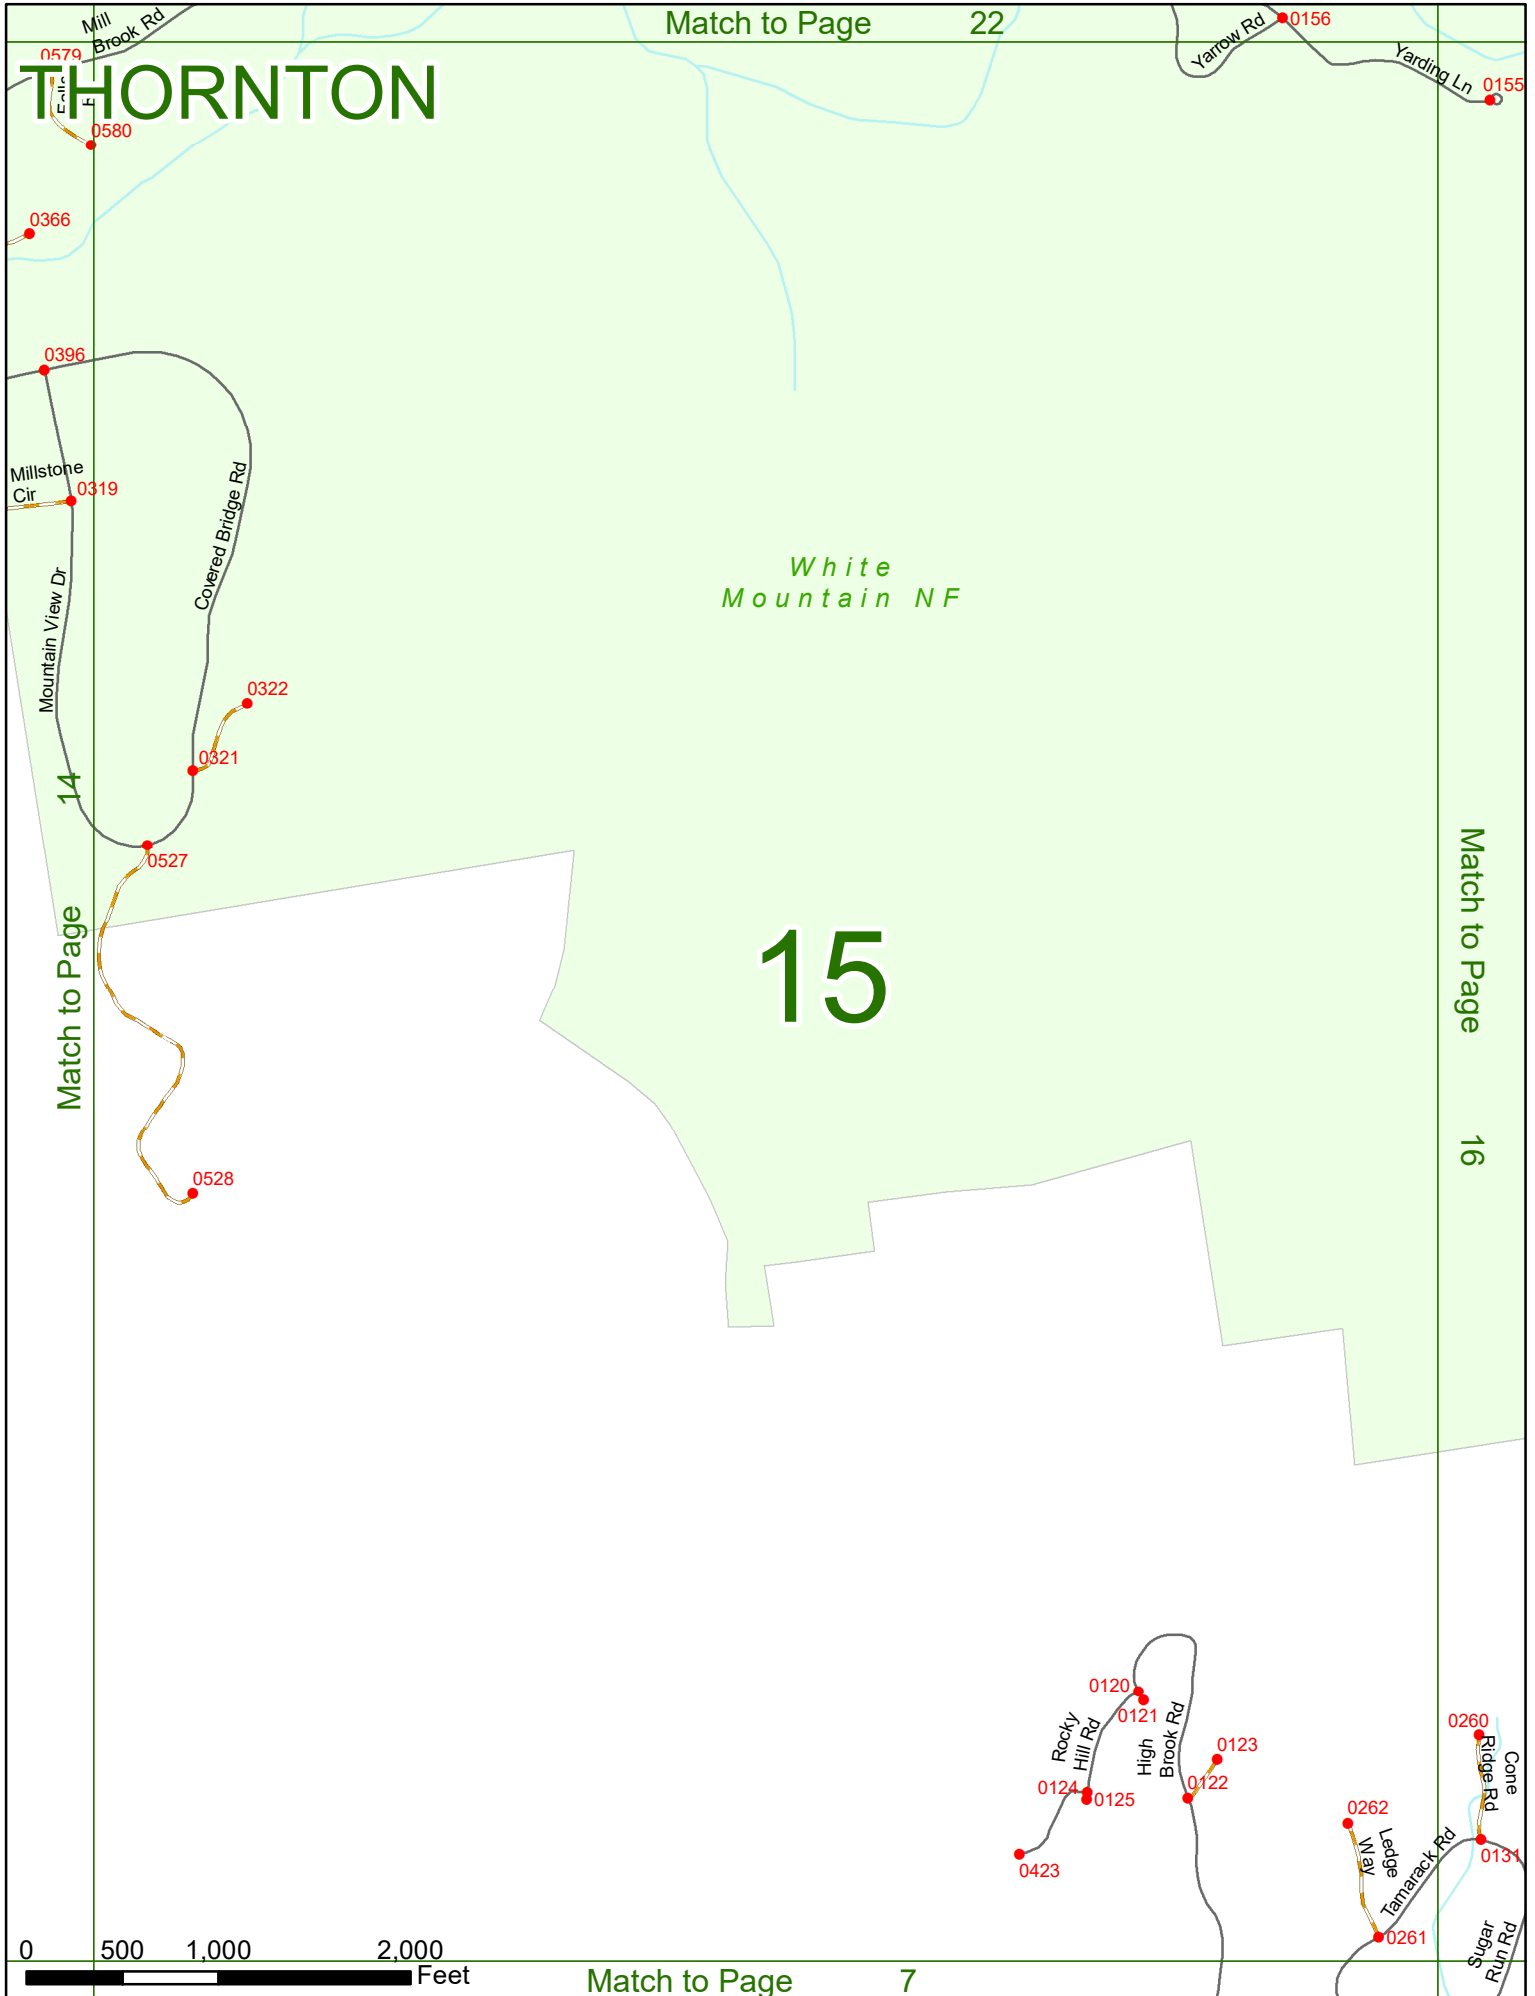 Match to Page 22
Mill
Brook Rd
0579
THORNTON
0580
Yarrow Rd
0156
Yarding Ln
0155
0366
0396
Millstone
Cir
0319
Covered Bridge Rd
Mountain View Dr
White
Mountain NF
0322
0321
0527
Match to Page 14
15
Match to Page 16
0528
0120
0121
Rocky
Hill Rd
High
Brook Rd
0123
0122
0124
0125
0423
0260
Cone
Ridge Rd
0262
Ledge
Way
Tamarack Rd
0131
0261
Sugar
Run Rd
0 500 1,000 2,000
Feet
Match to Page 7